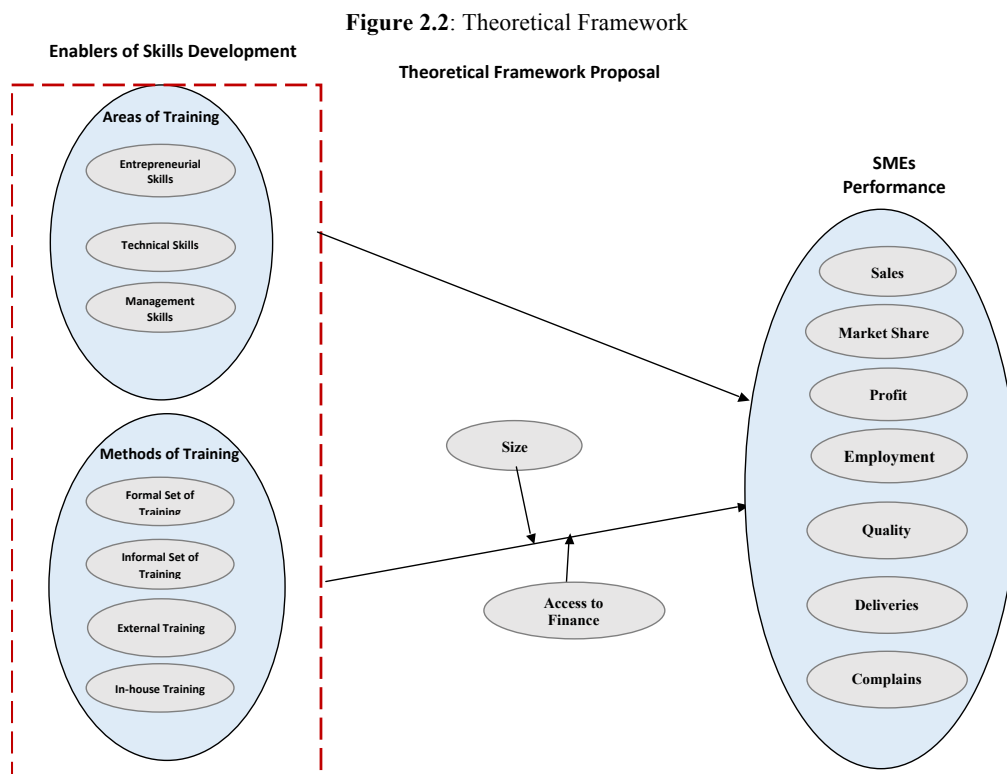 Figure 2.2: Theoretical Framework
Enablers of Skills Development
Theoretical Framework Proposal
Areas of Training
Entrepreneurial
Skills
Technical Skills
Management
Skills
Methods of Training
Formal Set of
Training
Informal Set of
Training
External Training
In-house Training
Size
Access to
Finance
SMEs
Performance
Sales
Market Share
Profit
Employment
Quality
Deliveries
Complains